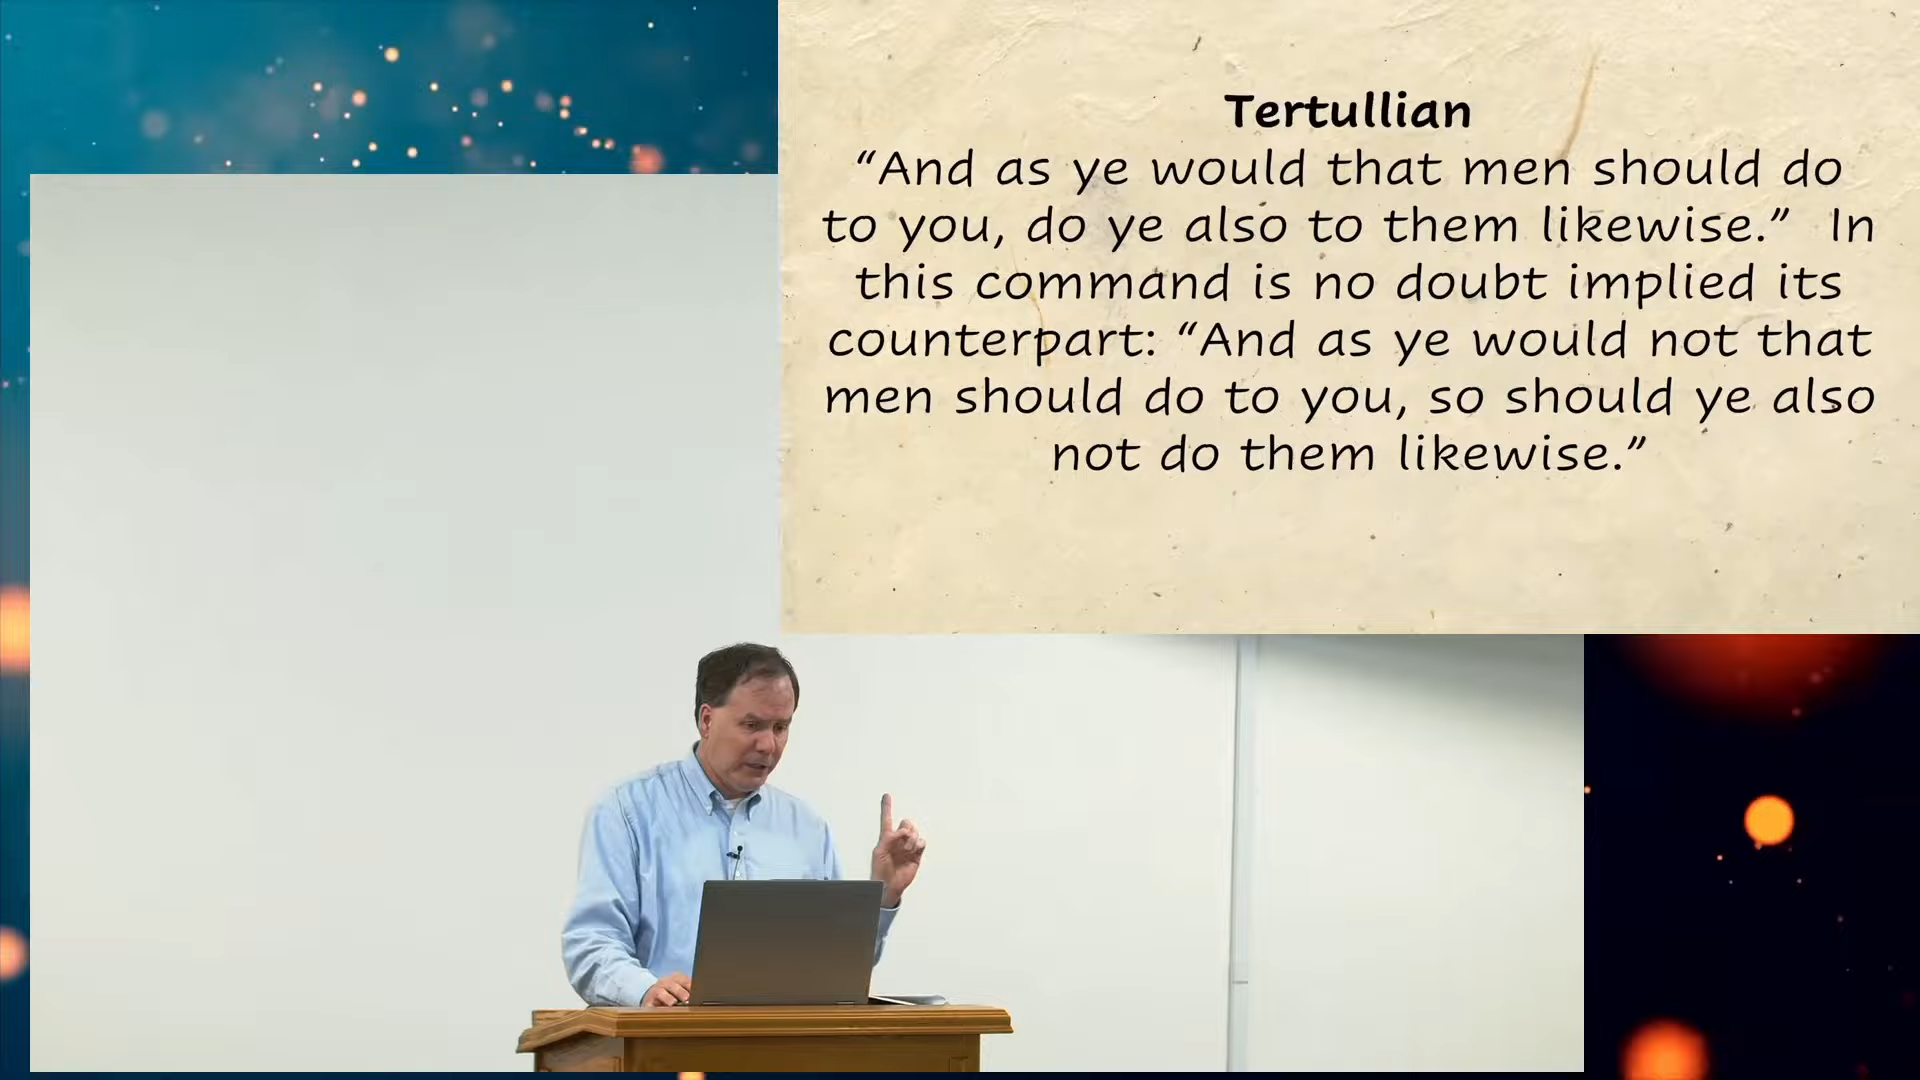 Tertullian
“And as ye would that men should do
to you, do ye also to them likewise.” In
this command is no doubt implied its
counterpart: “And as ye would not that
men should do to you, so should ye also
not do them likewise.”